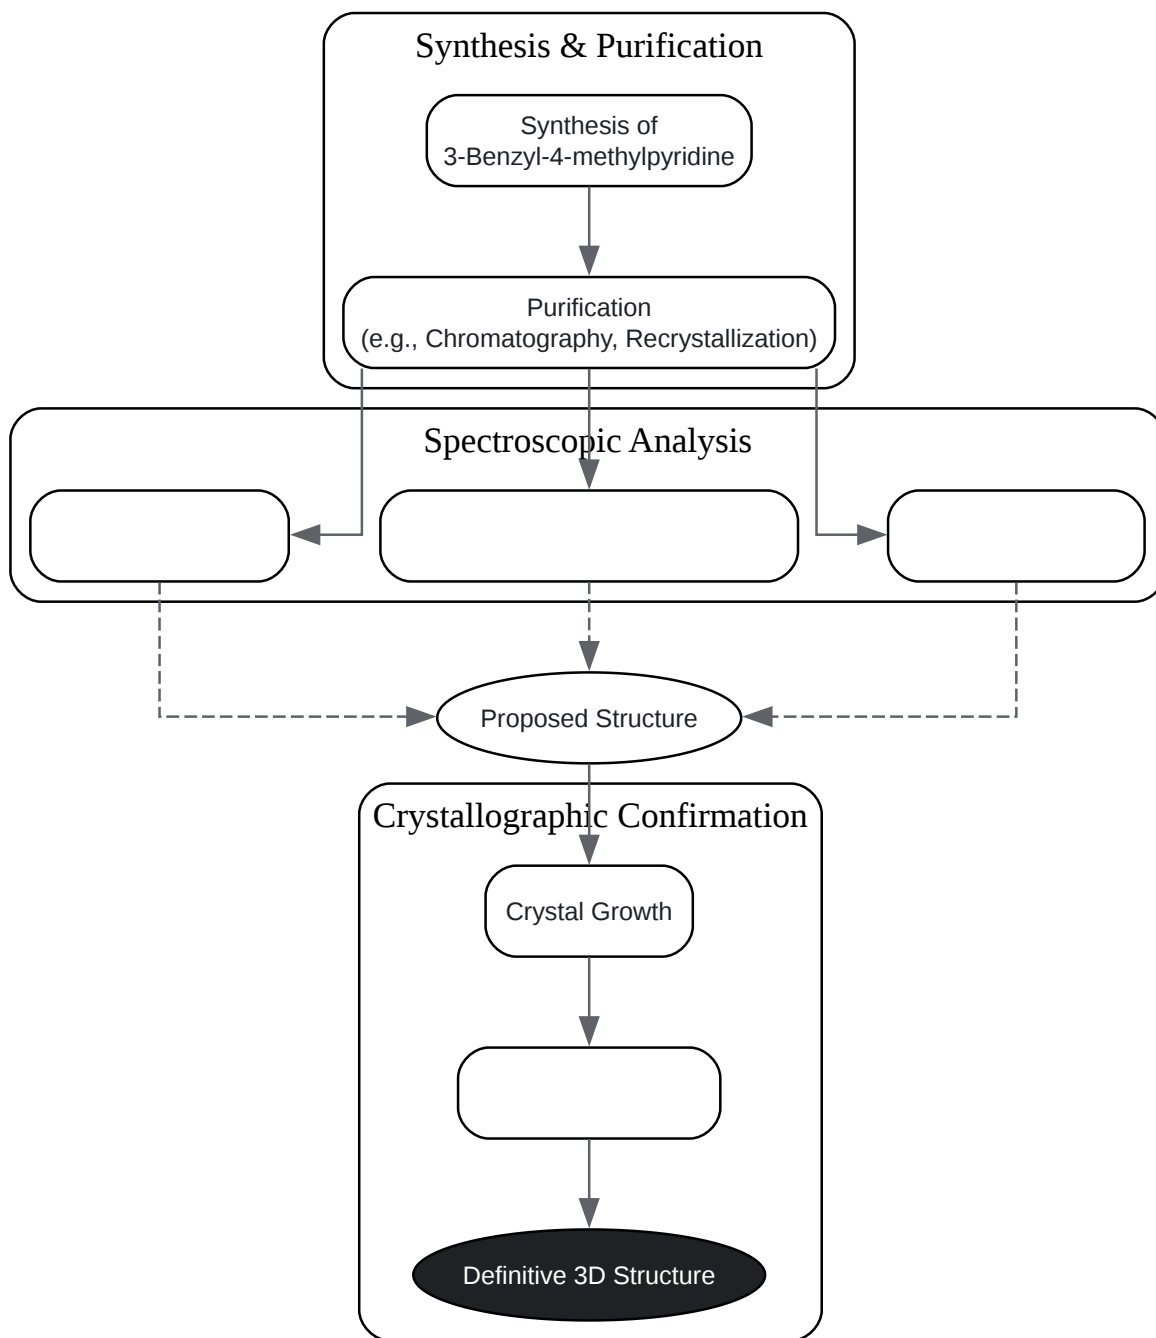 Synthesis & Purification
Synthesis of
3-Benzyl-4-methylpyridine
Purification
(e.g., Chromatography, Recrystallization)
Spectroscopic Analysis
Proposed Structure
Crystallographic Confirmation
Crystal Growth
Definitive 3D Structure